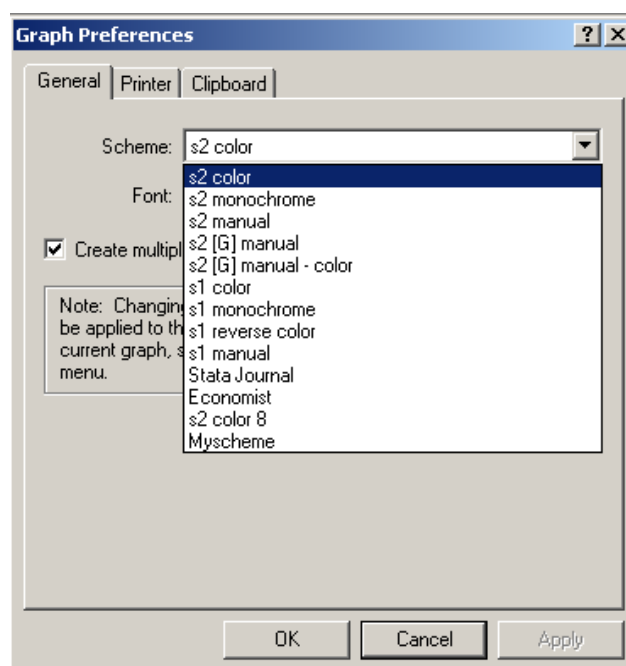 Graph Preferences
General Printer Clipboard
Scheme: s2 color
s2 color
Font: s2 monochrome
s2 manual
s2 [G] manual
Create multipl s2 [G] manual - color
s1 color
Note: Changing s1 monochrome
be applied to th s1 reverse color
current graph, s s1 manual
menu. Stata Journal
Economist
s2 color 8
Myscheme
OK Cancel Apply